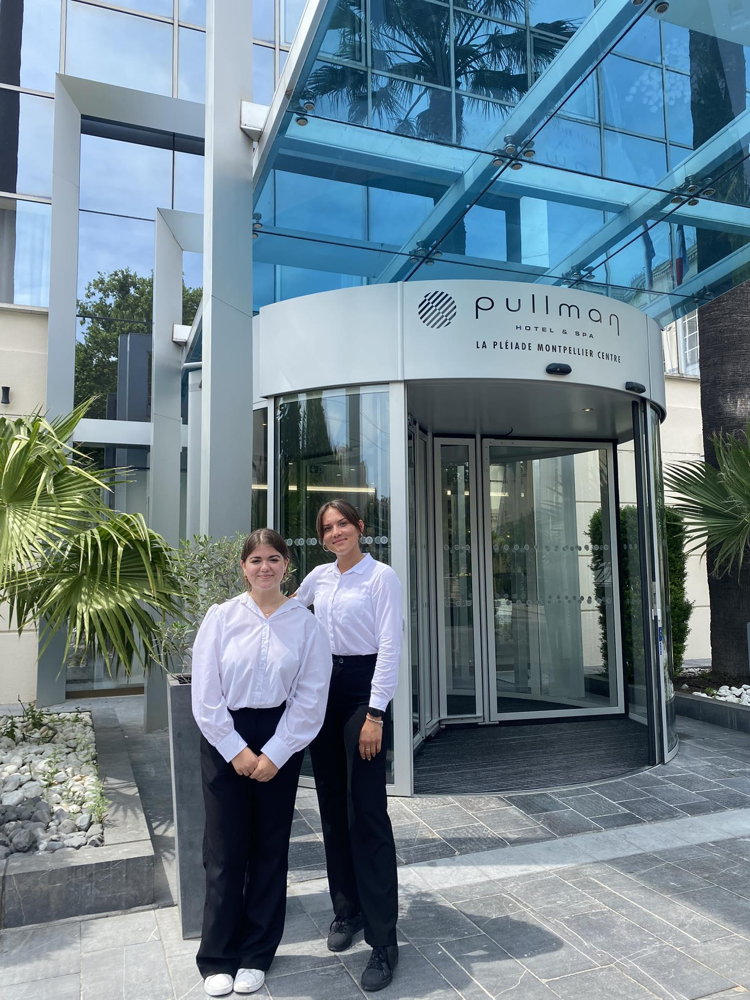 pullman
HOTEL & SPA
LA PLÉIADE MONTPELLIER CENTRE